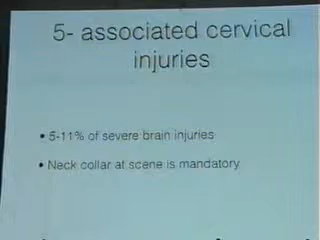 5- associated cervical
injuries
• 5-11% of severe brain injuries
• Neck collar at scene is mandatory